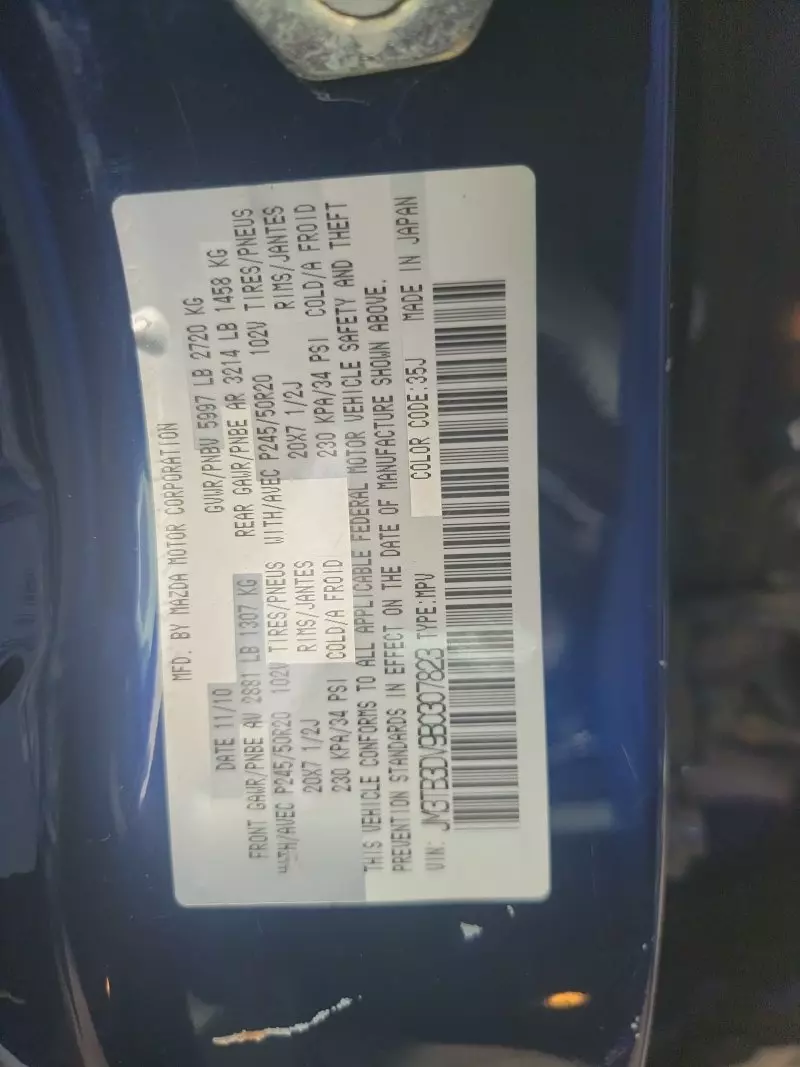 MFD. BY MAZDA MOTOR CORPORATION
DATE 11/10 GVWR/PNBV 5997 LB 2720 KG
FRONT GAWR/PNBE AV 2881 LB 1307 KG REAR GAWR/PNBE AR 3214 LB 1458 KG
WITH/AVEC P245/50R20 102V TIRES/PNEUS WITH/AVEC P245/50R20 102V TIRES/PNEUS
20X7 1/2J RIMS/JANTES 20X7 1/2J RIMS/JANTES
230 KPA/34 PSI COLD/A FROID 230 KPA/34 PSI COLD/A FROID
THIS VEHICLE CONFORMS TO ALL APPLICABLE FEDERAL MOTOR VEHICLE SAFETY AND THEFT
PREVENTION STANDARDS IN EFFECT ON THE DATE OF MANUFACTURE SHOWN ABOVE.
VIN: JM3TB3DV9B0307823 TYPE:MPV COLOR CODE:35J MADE IN JAPAN